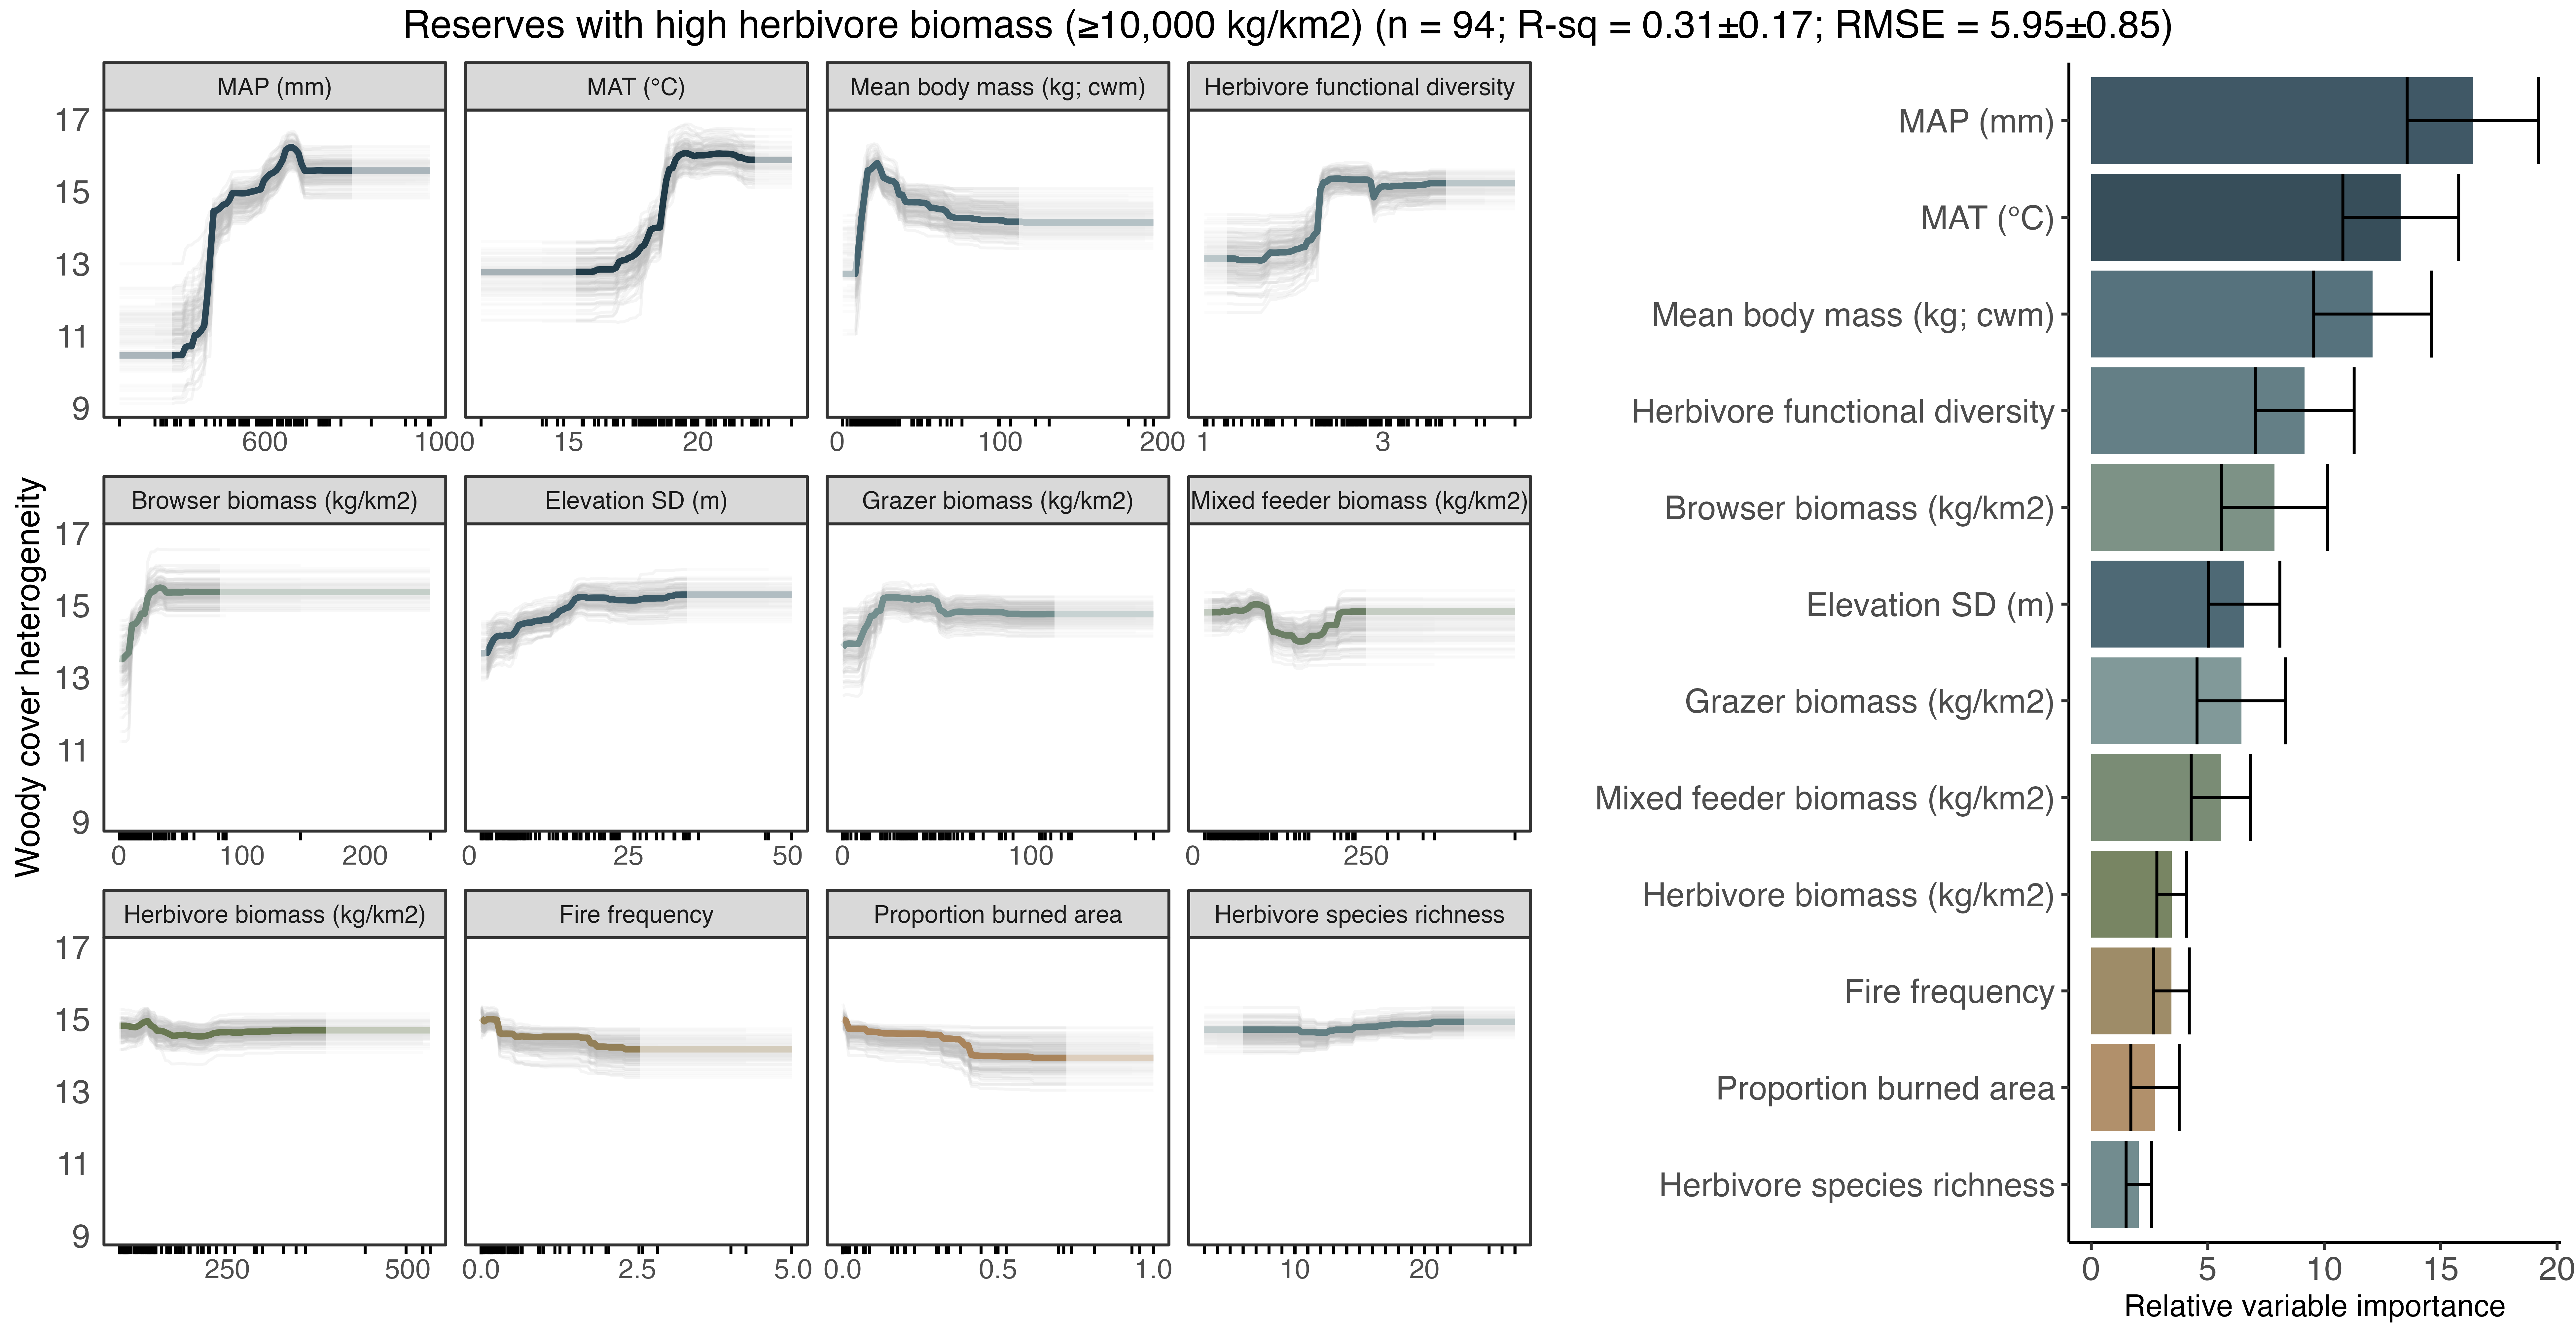 Reserves with high herbivore biomass (≥10,000 kg/km2) (n = 94; R-sq = 0.31±0.17; RMSE = 5.95±0.85)
Woody cover heterogeneity
MAP (mm)
MAT (°C)
Mean body mass (kg; cwm)
Herbivore functional diversity
17
15
13
11
9
600 1000
15 20
0 100 200
1 3
Browser biomass (kg/km2)
Elevation SD (m)
Grazer biomass (kg/km2)
Mixed feeder biomass (kg/km2)
17
15
13
11
9
0 100 200
0 25 50
0 100
0 250
Herbivore biomass (kg/km2)
Fire frequency
Proportion burned area
Herbivore species richness
17
15
13
11
9
250 500
0.0 2.5 5.0
0.0 0.5 1.0
10 20
MAP (mm)
MAT (°C)
Mean body mass (kg; cwm)
Herbivore functional diversity
Browser biomass (kg/km2)
Elevation SD (m)
Grazer biomass (kg/km2)
Mixed feeder biomass (kg/km2)
Herbivore biomass (kg/km2)
Fire frequency
Proportion burned area
Herbivore species richness
0 5 10 15 20
Relative variable importance